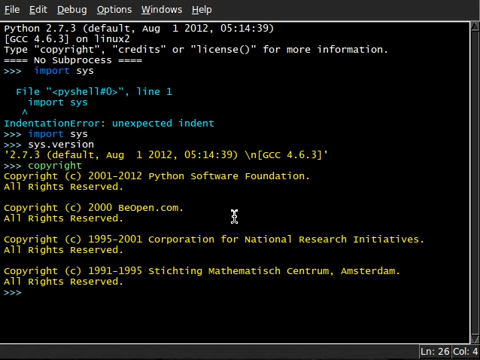 File Edit Debug Options Windows Help
Python 2.7.3 (default, Aug  1 2012, 05:14:39)
[GCC 4.6.3] on linux2
Type "copyright", "credits" or "license()" for more information.
==== No Subprocess ====
>>>  import sys
  File "<pyshell#0>", line 1
    import sys
   ^
IndentationError: unexpected indent
>>> import sys
>>> sys.version
'2.7.3 (default, Aug  1 2012, 05:14:39) \n[GCC 4.6.3]'
>>> copyright
Copyright (c) 2001-2012 Python Software Foundation.
All Rights Reserved.
Copyright (c) 2000 BeOpen.com.
All Rights Reserved.
Copyright (c) 1995-2001 Corporation for National Research Initiatives.
All Rights Reserved.
Copyright (c) 1991-1995 Stichting Mathematisch Centrum, Amsterdam.
All Rights Reserved.
>>>
Ln: 26 Col: 4